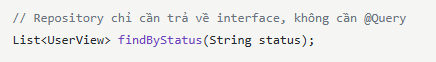 // Repository chỉ cần trả về interface, không cần @Query
List<UserView> findByStatus(String status);